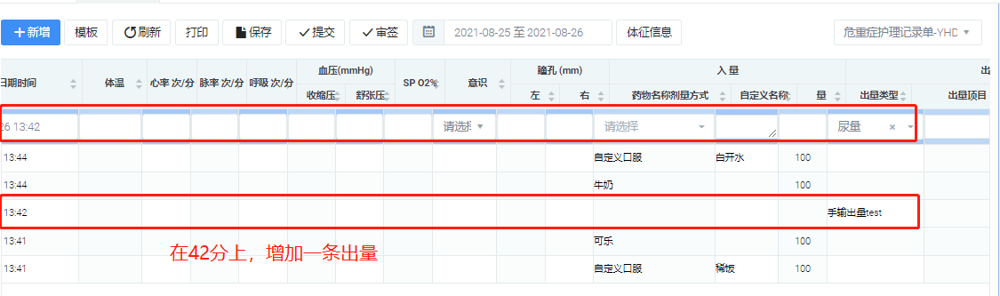 新增 模板 刷新 打印 保存 提交 审签 2021-08-25 至 2021-08-26 体征信息 危重症护理记录单-YHD
日期时间 体温 心率 次/分 脉率 次/分 呼吸 次/分 血压(mmHg) SP O2% 意识 瞳孔 (mm) 入 量 出
收缩压 舒张压 左 右 药物名称剂量方式 自定义名称 量 出量类型 出量项目
26 13:42 请选择 请选择 尿量 ×
13:44 自定义口服 白开水 100
13:44 牛奶 100
13:42 手输出量test
13:41 可乐 100
在42分上，增加一条出量
13:41 自定义口服 稀饭 100